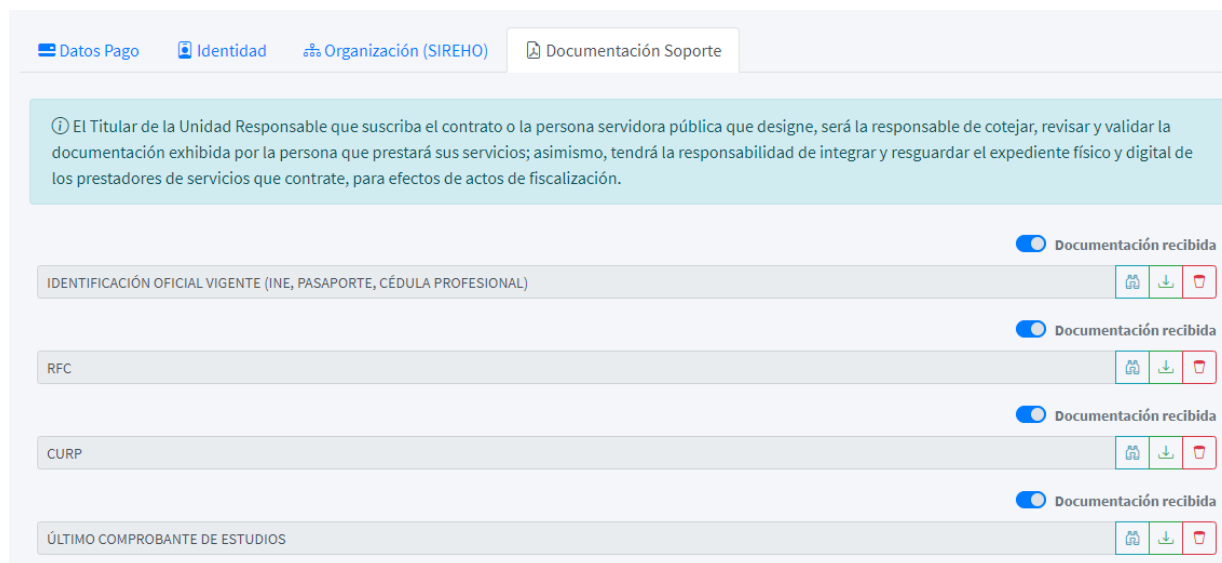 Datos Pago Identidad Organización (SIREHO) Documentación Soporte
El Titular de la Unidad Responsable que suscriba el contrato o la persona servidora pública que designe, será la responsable de cotejar, revisar y validar la
documentación exhibida por la persona que prestará sus servicios; asimismo, tendrá la responsabilidad de integrar y resguardar el expediente físico y digital de
los prestadores de servicios que contrate, para efectos de actos de fiscalización.
Documentación recibida
IDENTIFICACIÓN OFICIAL VIGENTE (INE, PASAPORTE, CÉDULA PROFESIONAL)
Documentación recibida
RFC
Documentación recibida
CURP
Documentación recibida
ÚLTIMO COMPROBANTE DE ESTUDIOS